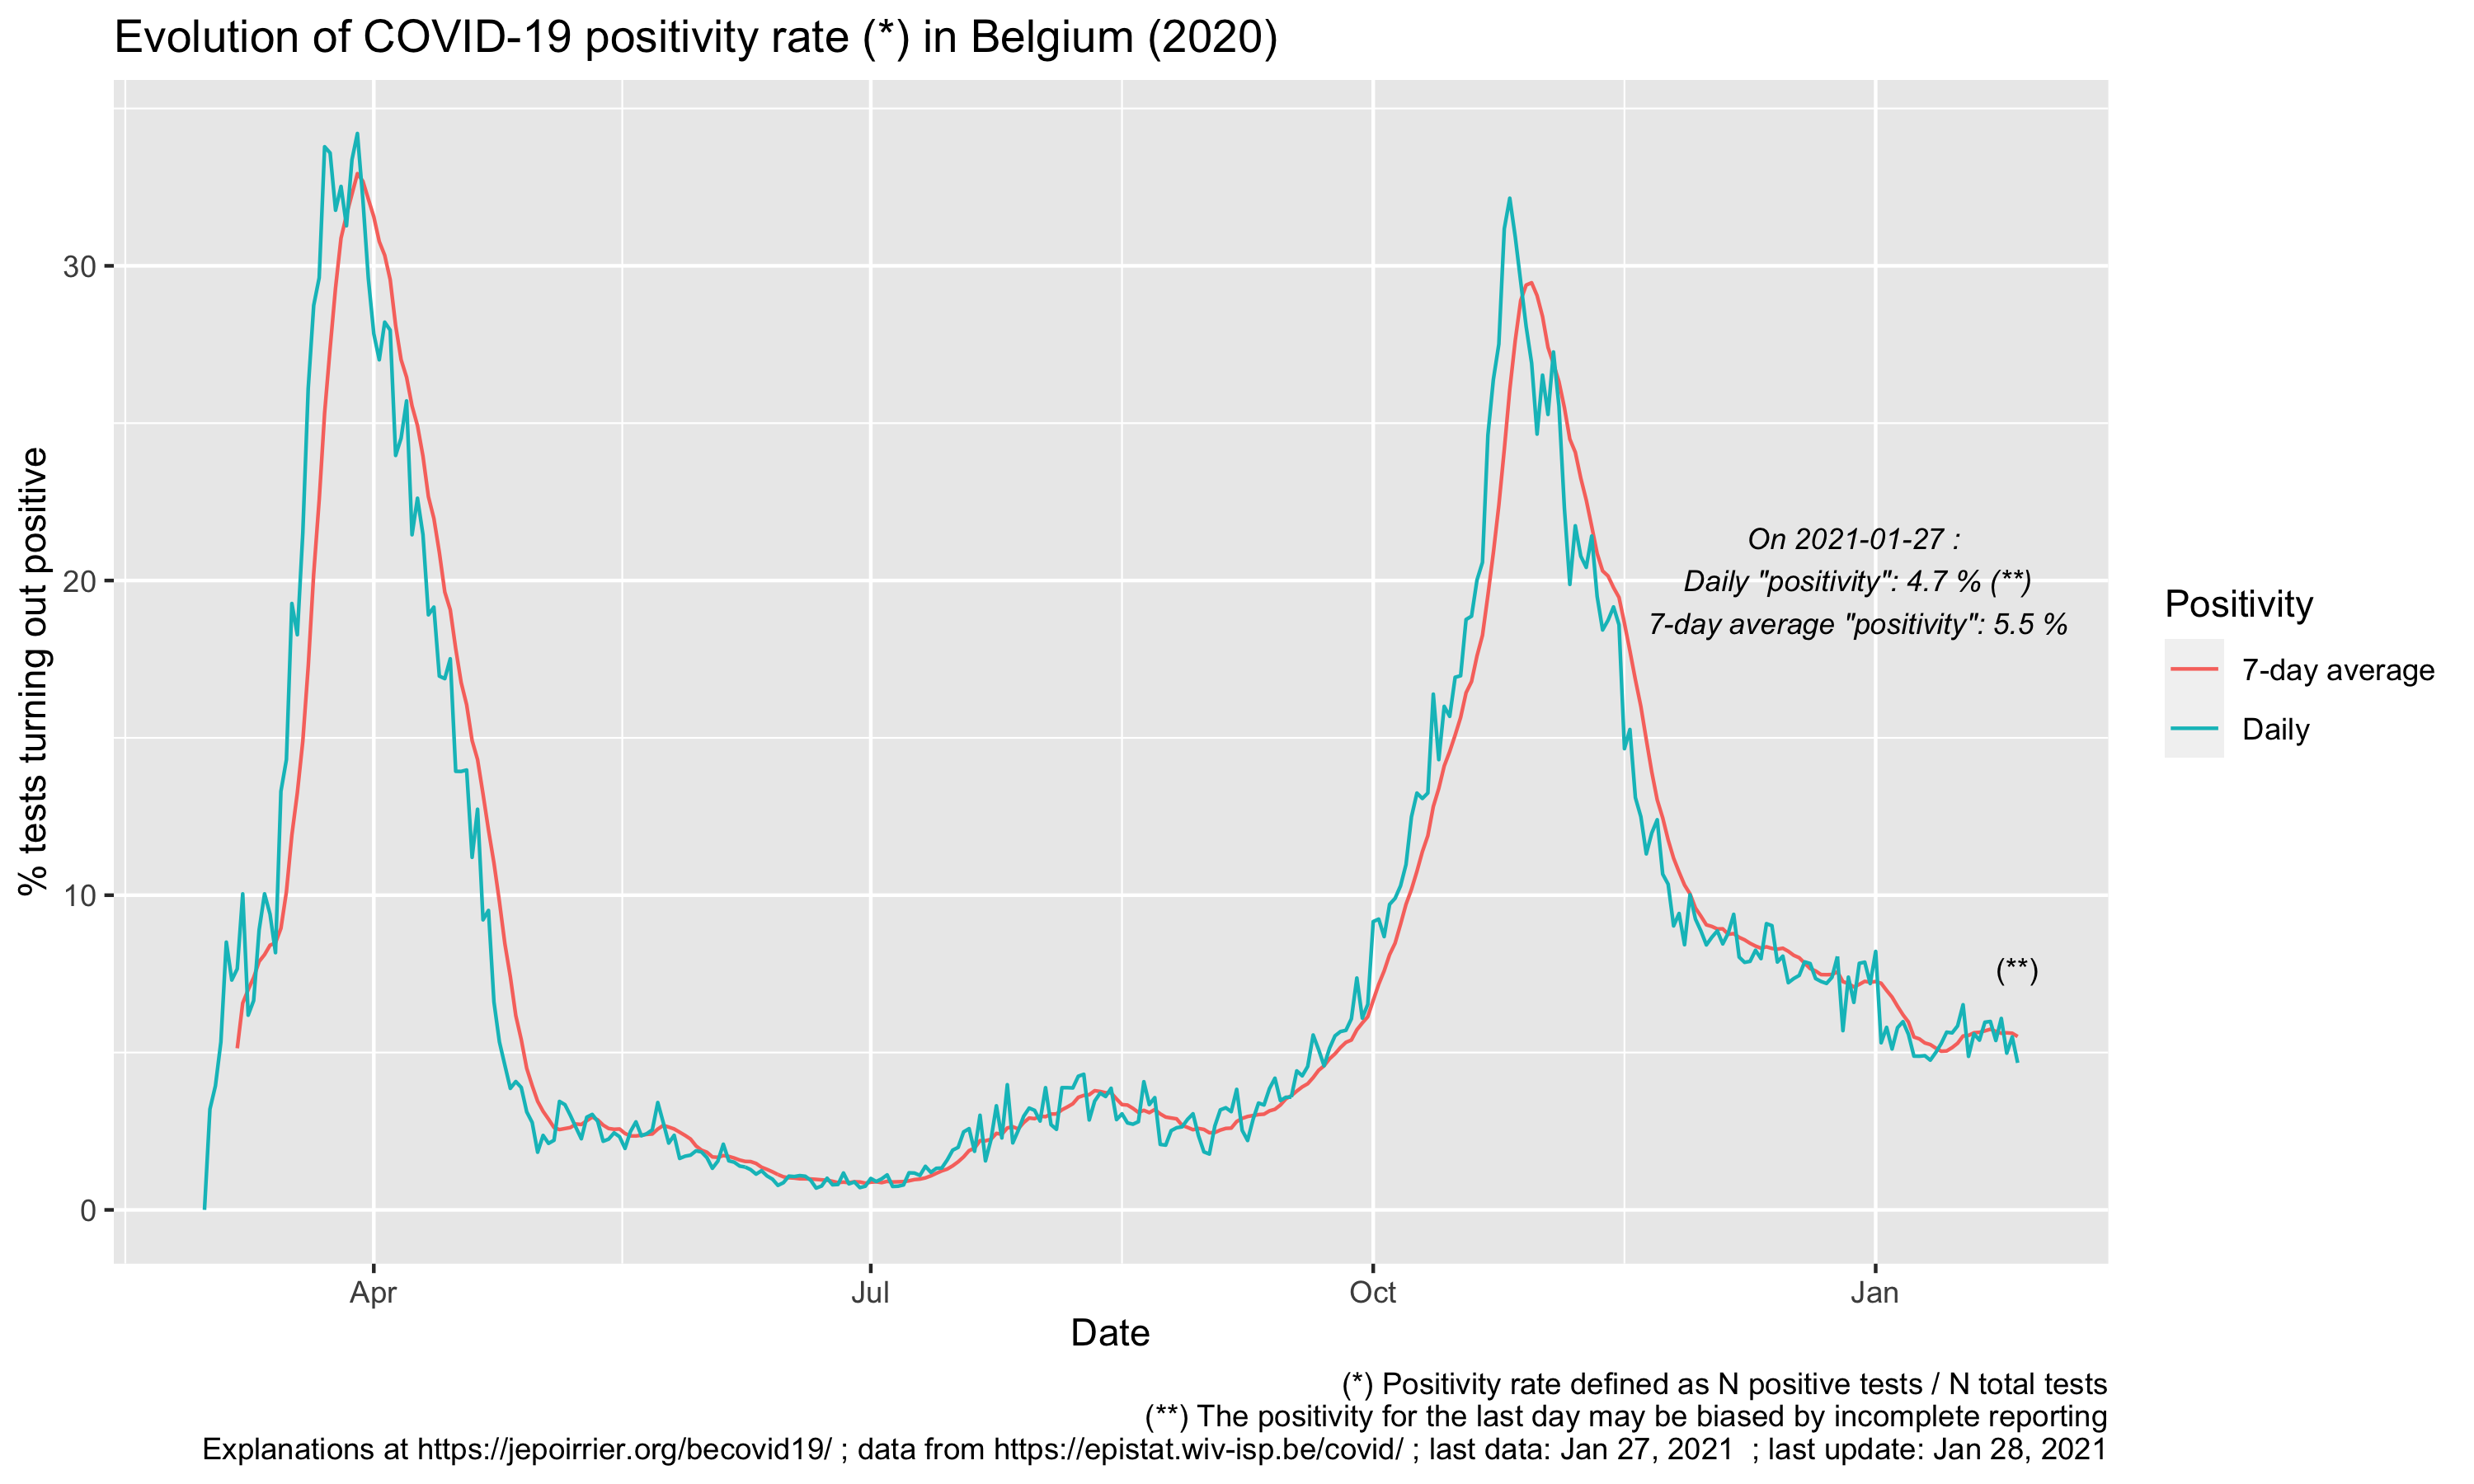 Evolution of COVID-19 positivity rate (*) in Belgium (2020)
% tests turning out positive
30
20
10
0
On 2021-01-27 :
Daily "positivity": 4.7 % (**)
7-day average "positivity": 5.5 %
(**)
Positivity
7-day average
Daily
Apr
Jul
Oct
Jan
Date
(*) Positivity rate defined as N positive tests / N total tests
(**) The positivity for the last day may be biased by incomplete reporting
Explanations at https://jepoirrier.org/becovid19/ ; data from https://epistat.wiv-isp.be/covid/ ; last data: Jan 27, 2021  ; last update: Jan 28, 2021